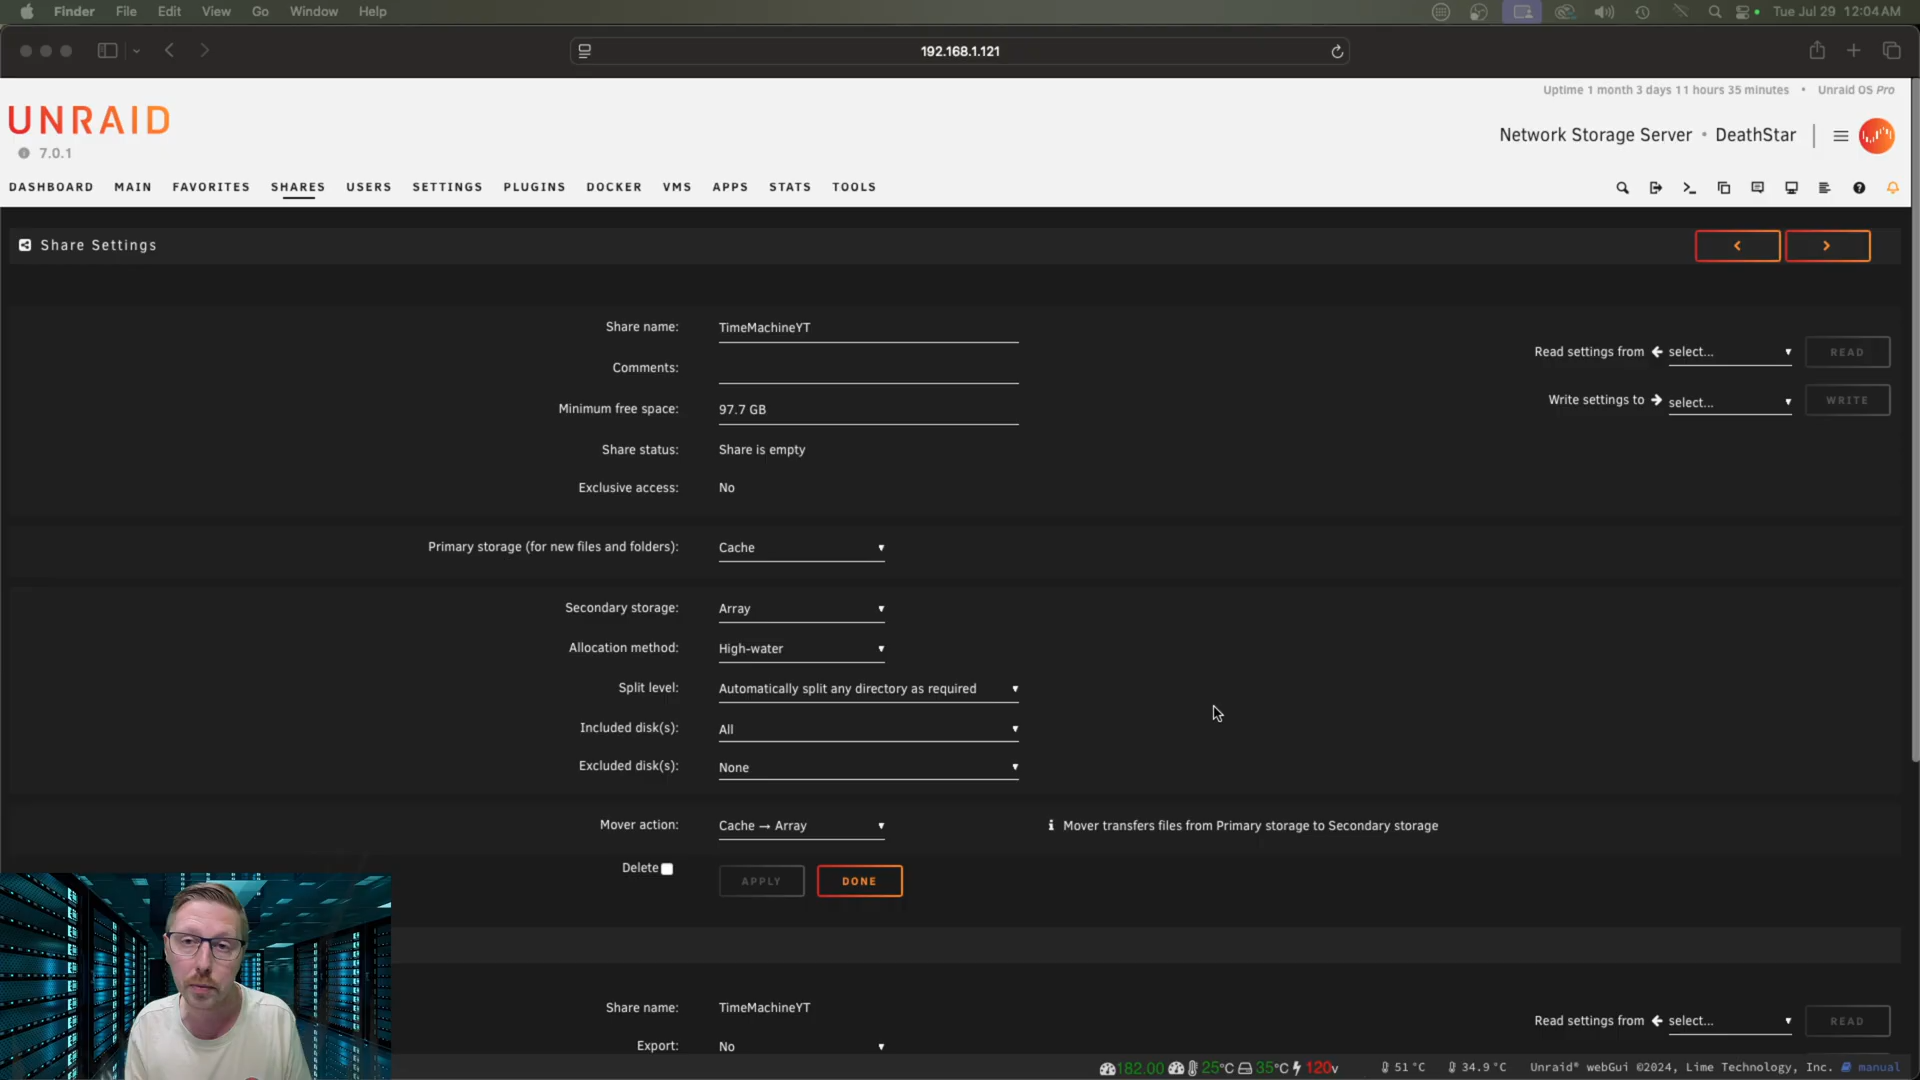 Finder File Edit View Go Window Help
Tue Jul 29 12:04 AM
192.168.1.121
Uptime 1 month 3 days 11 hours 35 minutes • Unraid OS Pro
UNRAID
7.0.1
Network Storage Server • DeathStar
DASHBOARD MAIN FAVORITES SHARES USERS SETTINGS PLUGINS DOCKER VMS APPS STATS TOOLS
Share Settings
Share name: TimeMachineYT
Read settings from select... READ
Comments:
Write settings to select... WRITE
Minimum free space: 97.7 GB
Share status: Share is empty
Exclusive access: No
Primary storage (for new files and folders): Cache
Secondary storage: Array
Allocation method: High-water
Split level: Automatically split any directory as required
Included disk(s): All
Excluded disk(s): None
Mover action: Cache → Array
Mover transfers files from Primary storage to Secondary storage
Delete APPLY DONE
Share name: TimeMachineYT
Read settings from select... READ
Export: No
182.00 25°C 35°C 120v 51 °C 34.9 °C Unraid® webGui ©2024, Lime Technology, Inc. manual